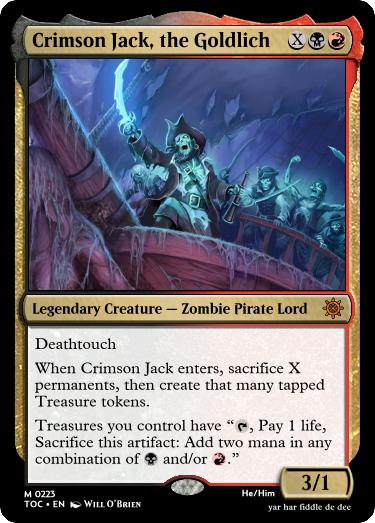 Crimson Jack, the Goldlich X
Legendary Creature — Zombie Pirate Lord
Deathtouch
When Crimson Jack enters, sacrifice X
permanents, then create that many tapped
Treasure tokens.
Treasures you control have “, Pay 1 life,
Sacrifice this artifact: Add two mana in any
combination of and/or .”
3/1
M 0223
TOC • EN Will O'Brien
He/Him
yar har fiddle de dee